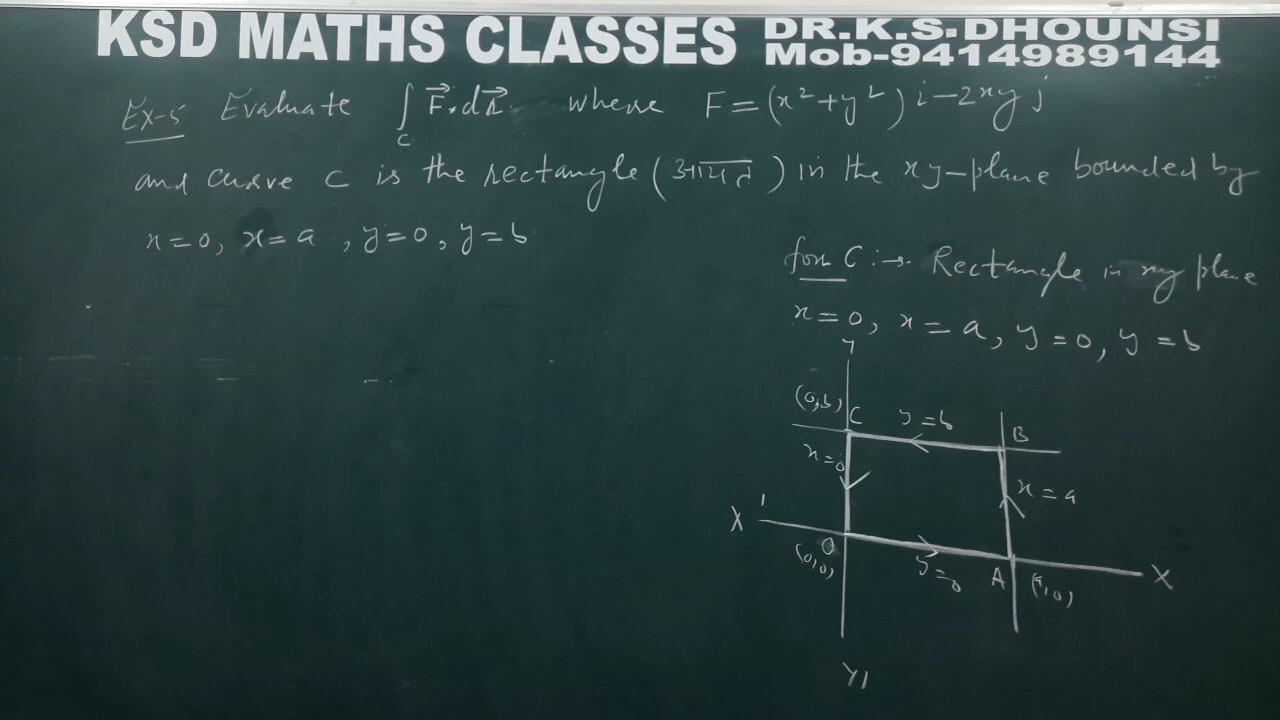 KSD MATHS CLASSES
DR.K.S.DHOUNSI
Mob-9414989144
Ex-5 Evaluate ∫_C F⃗.dr⃗. where F = (x² + y²) i - 2xy j
and curve C is the rectangle (आयत) in the xy-plane bounded by
x=0, x=a, y=0, y=b
for C :→ Rectangle in xy plane
x=0, x=a, y=0, y=b
Y
(0,b) C y=b B
x=0 x=a
X'
O A X
(0,0) y=0 (a,0)
Y'